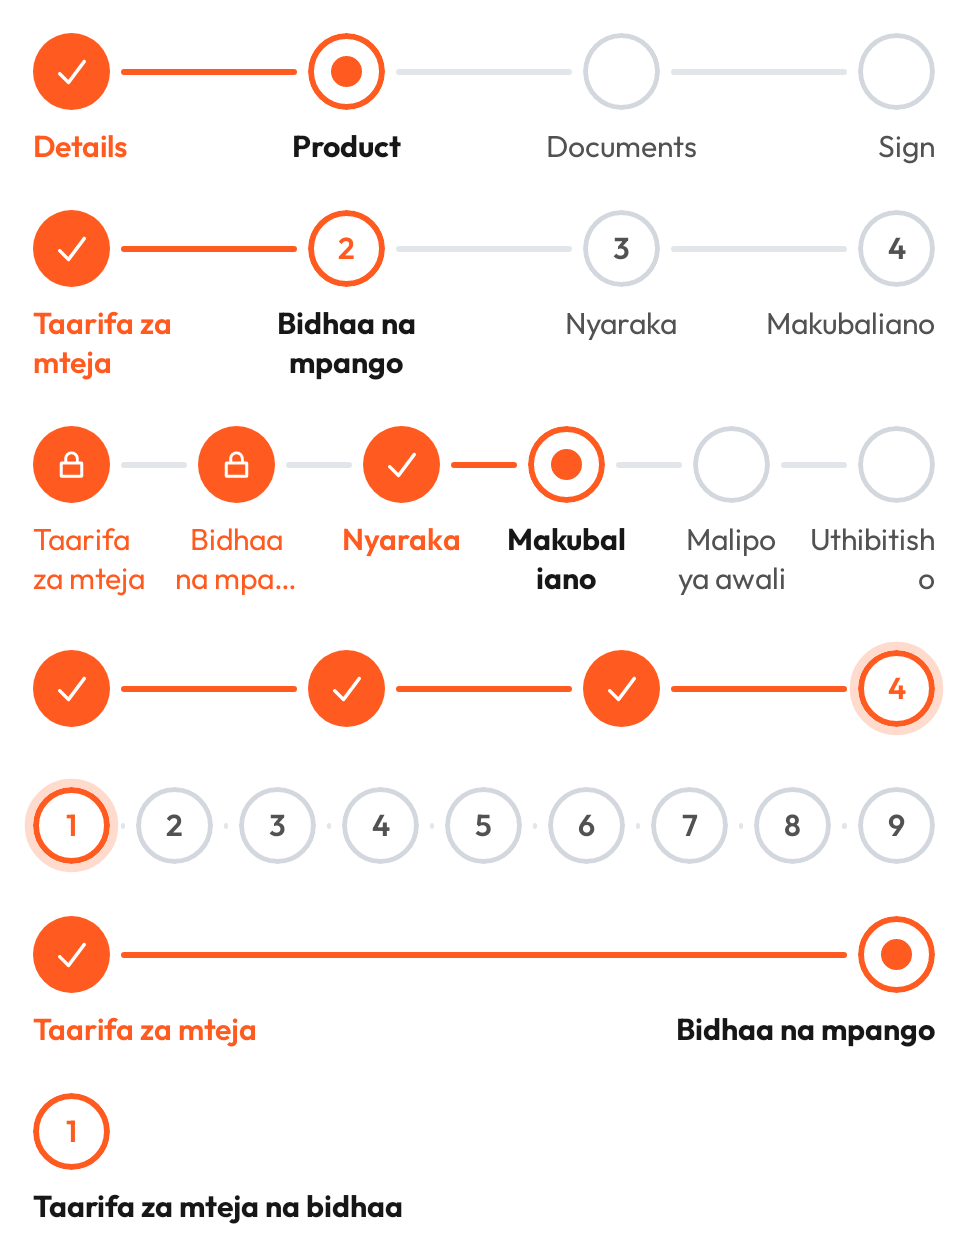 Details Product Documents Sign
2 3 4
Taarifa za Bidhaa na Nyaraka Makubaliano
mteja mpango
Taarifa Bidhaa Nyaraka Makubal Malipo Uthibitish
za mteja na mpa... iano ya awali o
4
1 2 3 4 5 6 7 8 9
Taarifa za mteja Bidhaa na mpango
1
Taarifa za mteja na bidhaa